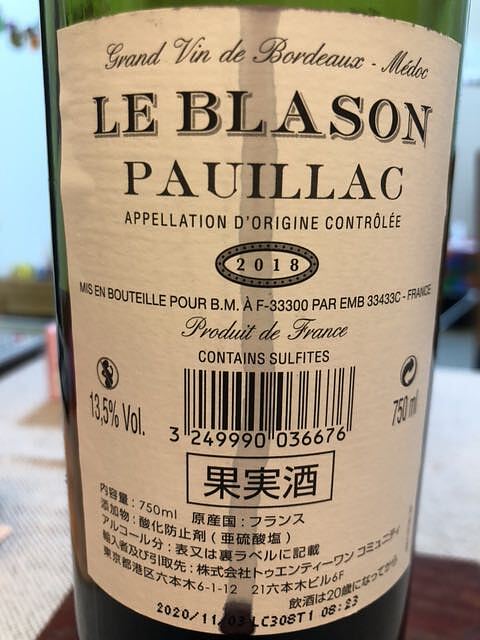 Grand Vin de Bordeaux - Médoc
LE BLASON
PAUILLAC
APPELLATION D'ORIGINE CONTRÔLÉE
2018
MIS EN BOUTEILLE POUR B.M. À F-33300 PAR EMB 33433C - FRANCE
Produit de France
CONTAINS SULFITES
13,5% Vol.
750 ml
3 249990 036676
果実酒
内容量：750ml 原産国：フランス
添加物：酸化防止剤（亜硫酸塩）
アルコール分：表又は裏ラベルに記載
輸入者及び引取先：株式会社トゥエンティーワン コミュニティ
東京都港区六本木6-1-12 21六本木ビル6F
飲酒は20歳になってから
2020/11/03 LC308T1 08:23